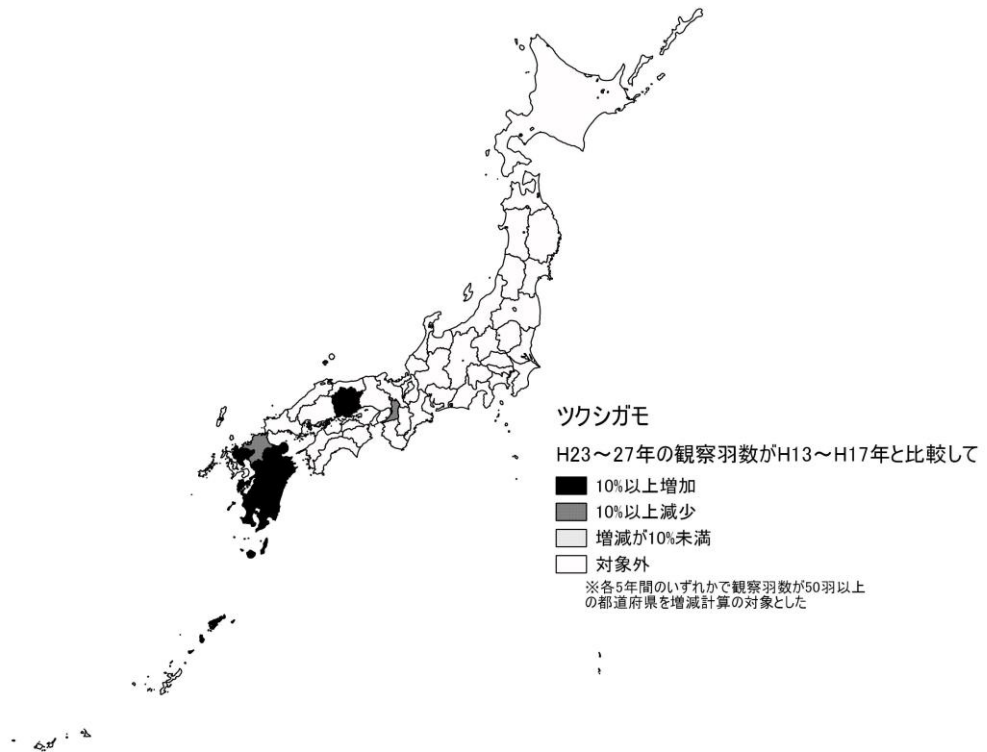 ツクシガモ
H23～27年の観察羽数がH13～H17年と比較して
10%以上増加
10%以上減少
増減が10%未満
対象外
※各5年間のいずれかで観察羽数が50羽以上
の都道府県を増減計算の対象とした